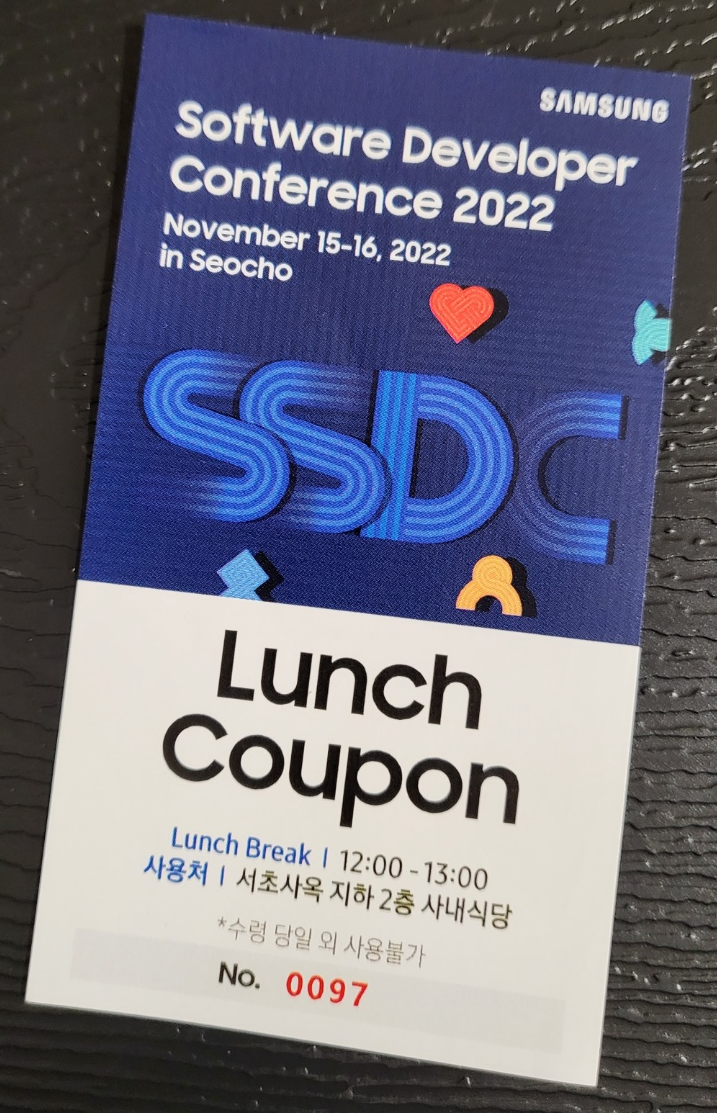 SAMSUNG
Software Developer
Conference 2022
November 15-16, 2022
in Seocho
SSDC
Lunch
Coupon
Lunch Break | 12:00 - 13:00
사용처 | 서초사옥 지하 2층 사내식당
*수령 당일 외 사용불가
No. 0097